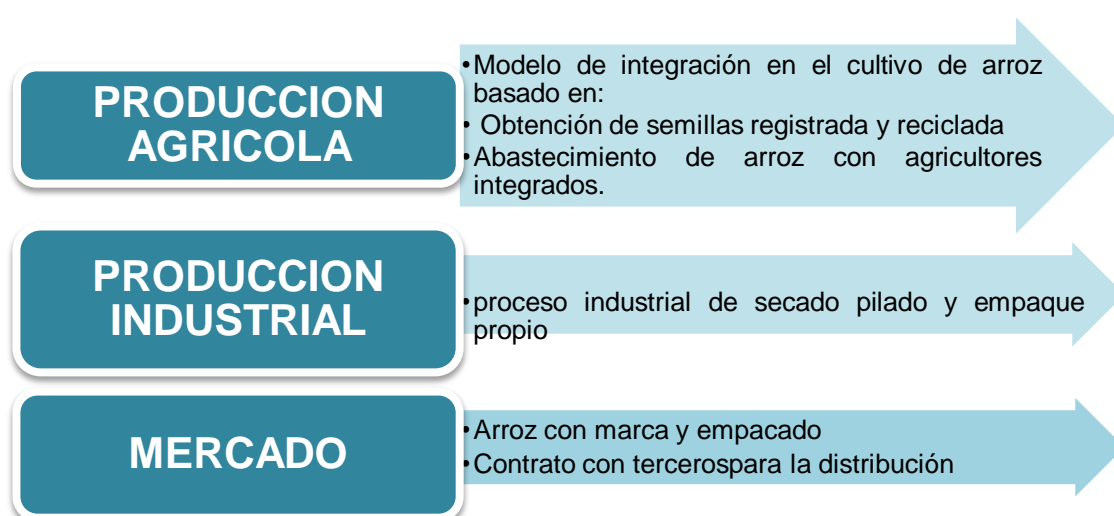 PRODUCCION
AGRICOLA
•Modelo de integración en el cultivo de arroz
basado en:
• Obtención de semillas registrada y reciclada
•Abastecimiento de arroz con agricultores
integrados.
PRODUCCION
INDUSTRIAL
•proceso industrial de secado pilado y empaque
propio
MERCADO
•Arroz con marca y empacado
•Contrato con tercerospara la distribución